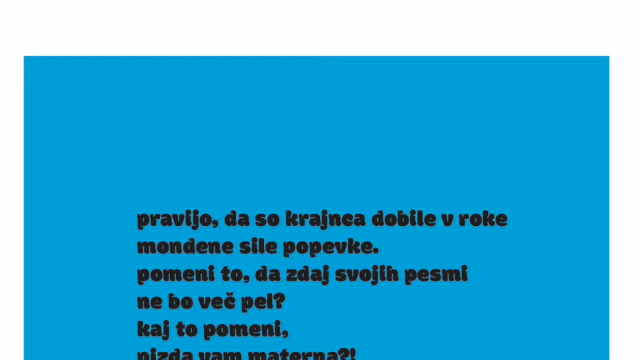 pravijo, da so krajnca dobile v roke
mondene sile popevke.
pomeni to, da zdaj svojih pesmi
ne bo več pel?
kaj to pomeni,
pizda vam materna?!